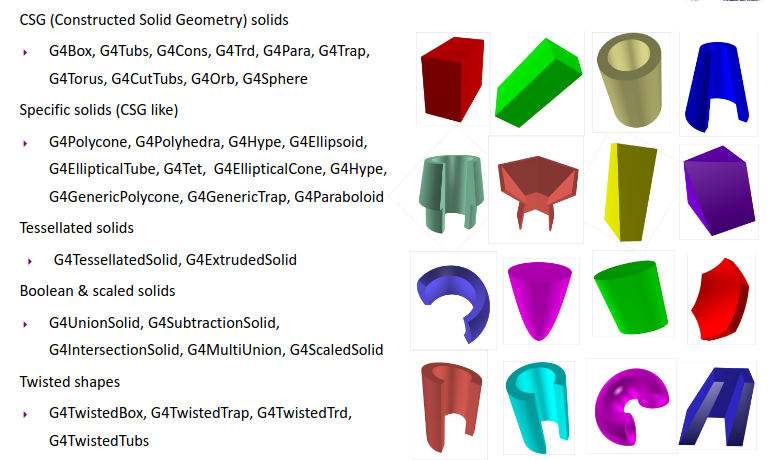 CSG (Constructed Solid Geometry) solids
G4Box, G4Tubs, G4Cons, G4Trd, G4Para, G4Trap,
G4Torus, G4CutTubs, G4Orb, G4Sphere
Specific solids (CSG like)
G4Polycone, G4Polyhedra, G4Hype, G4Ellipsoid,
G4EllipticalTube, G4Tet, G4EllipticalCone, G4Hype,
G4GenericPolycone, G4GenericTrap, G4Paraboloid
Tessellated solids
G4TessellatedSolid, G4ExtrudedSolid
Boolean & scaled solids
G4UnionSolid, G4SubtractionSolid,
G4IntersectionSolid, G4MultiUnion, G4ScaledSolid
Twisted shapes
G4TwistedBox, G4TwistedTrap, G4TwistedTrd,
G4TwistedTubs